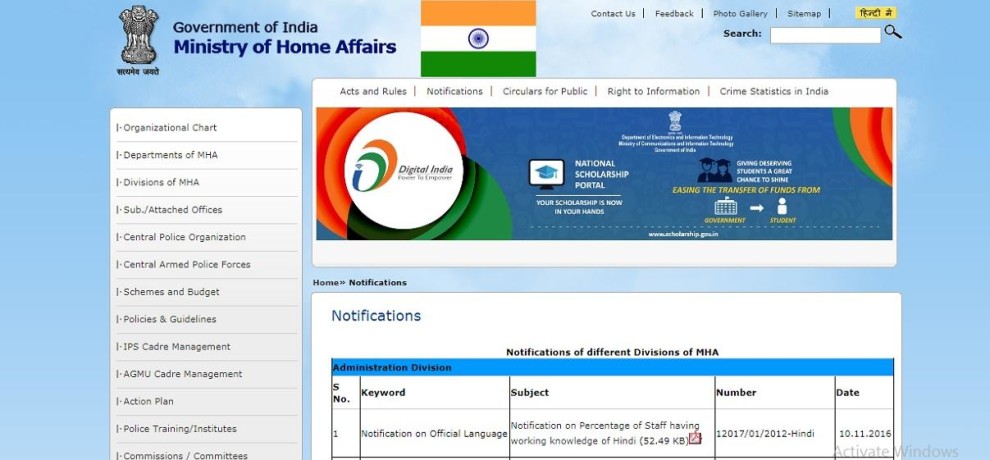 Government of India
Ministry of Home Affairs
सत्यमेव जयते
Contact Us | Feedback | Photo Gallery | Sitemap | हिन्दी मे
Search:
Acts and Rules | Notifications | Circulars for Public | Right to Information | Crime Statistics in India
Organizational Chart
Departments of MHA
Divisions of MHA
Sub./Attached Offices
Central Police Organization
Central Armed Police Forces
Schemes and Budget
Policies & Guidelines
IPS Cadre Management
AGMU Cadre Management
Action Plan
Police Training/Institutes
Commissions / Committees
Digital India
Power To Empower
Department of Electronics and Information Technology
Ministry of Communications and Information Technology
Government of India
NATIONAL
SCHOLARSHIP
PORTAL
YOUR SCHOLARSHIP IS NOW
IN YOUR HANDS
GIVING DESERVING
STUDENTS A GREAT
CHANCE TO SHINE
EASING THE TRANSFER OF FUNDS FROM
GOVERNMENT STUDENT
www.scholarship.gov.in
Home» Notifications
Notifications
Notifications of different Divisions of MHA
Administration Division
S No. Keyword Subject Number Date
1 Notification on Official Language Notification on Percentage of Staff having working knowledge of Hindi (52.49 KB) 12017/01/2012-Hindi 10.11.2016
Activate Windows